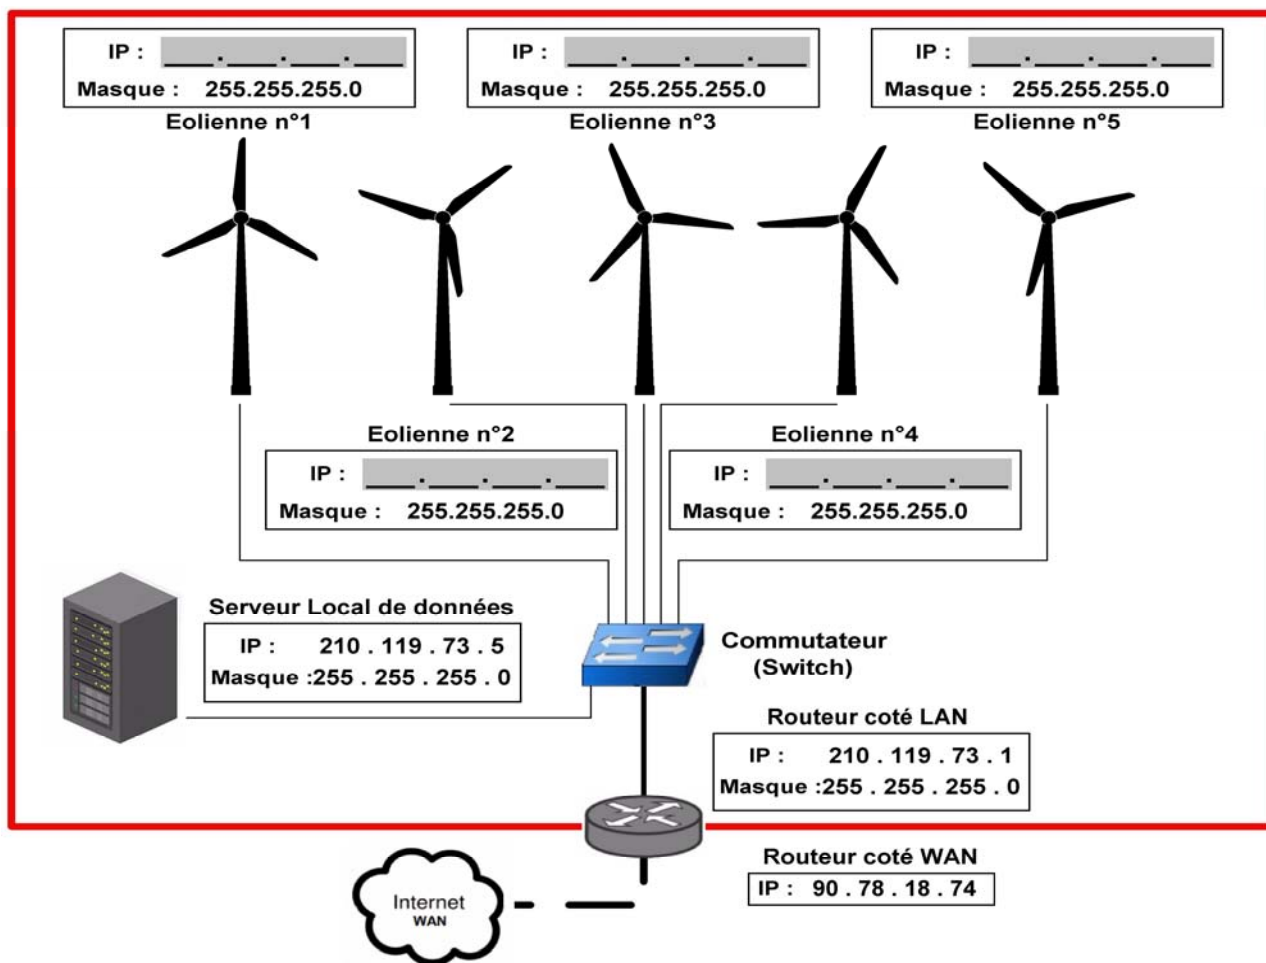 IP : ___.___.___.___
Masque : 255.255.255.0
Eolienne n°1
IP : ___.___.___.___
Masque : 255.255.255.0
Eolienne n°3
IP : ___.___.___.___
Masque : 255.255.255.0
Eolienne n°5
Eolienne n°2
IP : ___.___.___.___
Masque : 255.255.255.0
Eolienne n°4
IP : ___.___.___.___
Masque : 255.255.255.0
Serveur Local de données
IP : 210 . 119 . 73 . 5
Masque :255 . 255 . 255 . 0
Commutateur
(Switch)
Routeur coté LAN
IP : 210 . 119 . 73 . 1
Masque :255 . 255 . 255 . 0
Routeur coté WAN
IP : 90 . 78 . 18 . 74
Internet
WAN